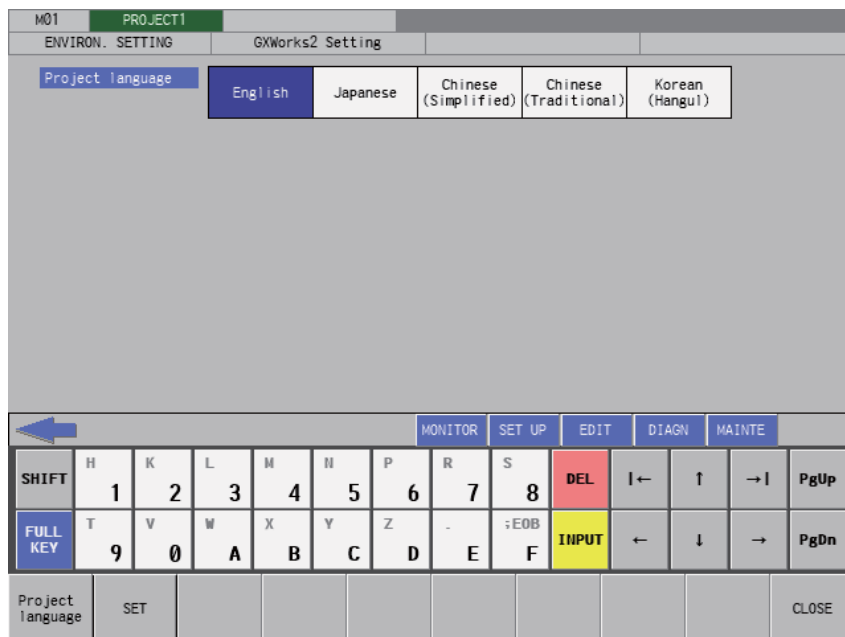 M01 PROJECT1
ENVIRON. SETTING GXWorks2 Setting
Project language
English Japanese Chinese (Simplified) Chinese (Traditional) Korean (Hangul)
MONITOR SET UP EDIT DIAGN MAINTE
SHIFT H 1 K 2 L 3 M 4 N 5 P 6 R 7 S 8 DEL |← ↑ →| PgUp
FULL KEY T 9 V 0 W A X B Y C Z D . E ;EOB F INPUT ← ↓ → PgDn
Project language SET CLOSE